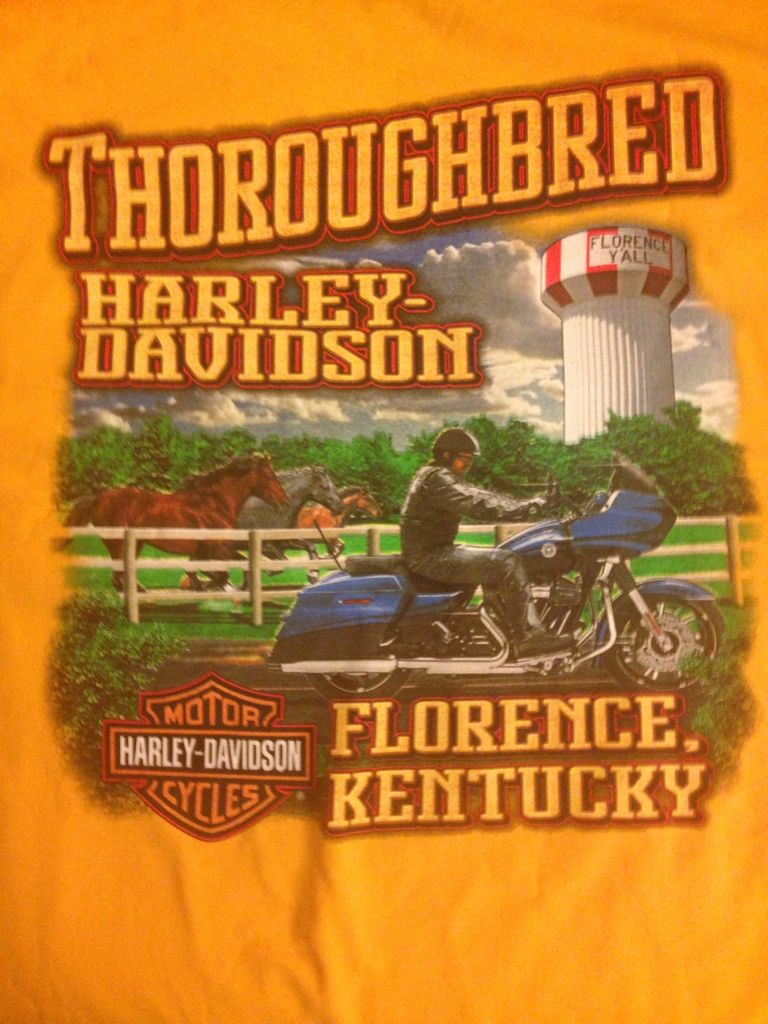 THOROUGHBRED
HARLEY-
DAVIDSON
FLORENCE
Y'ALL
MOTOR
HARLEY-DAVIDSON
CYCLES
®
FLORENCE,
KENTUCKY